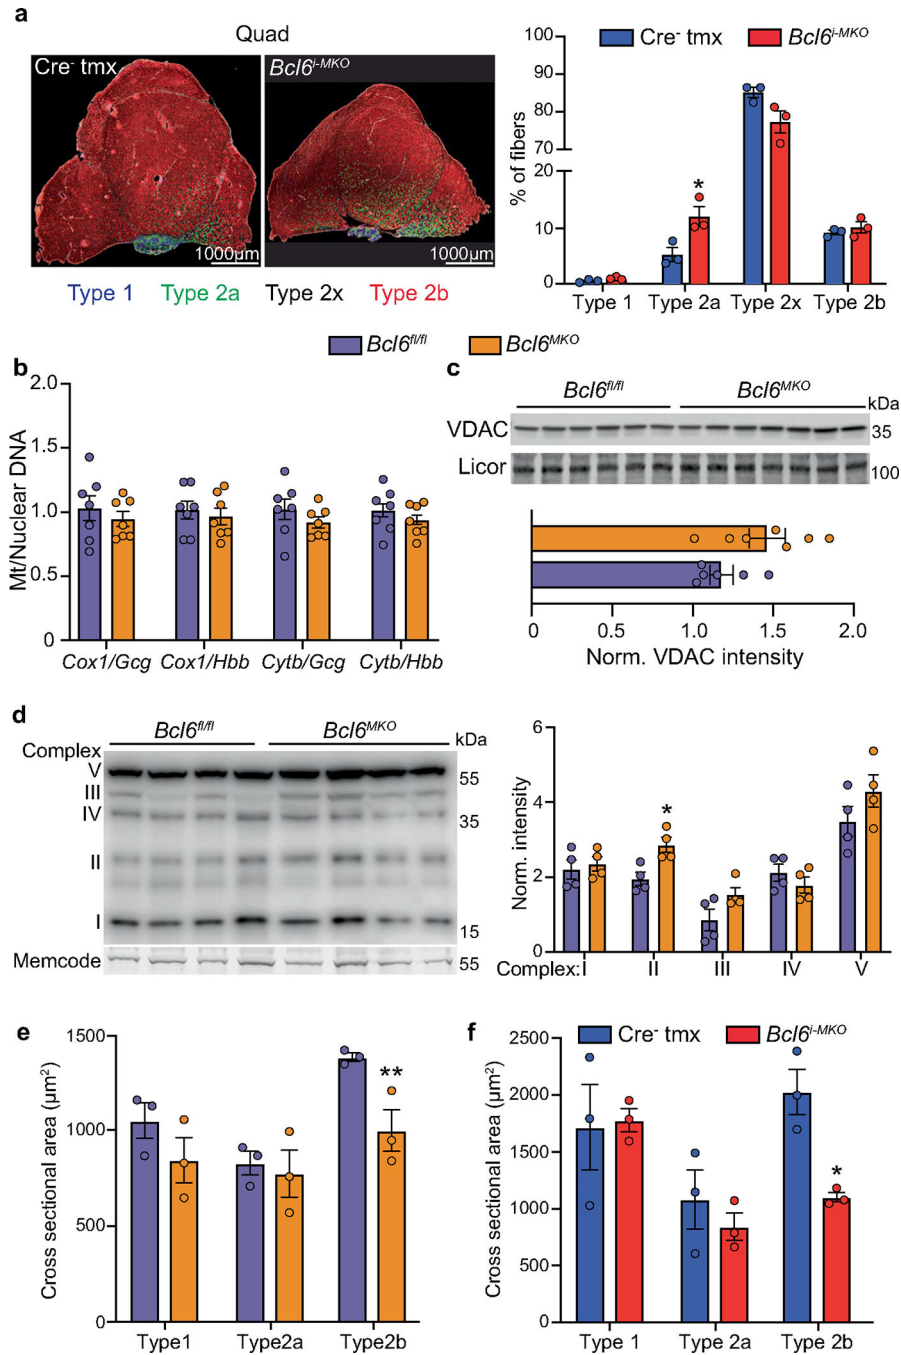 a
Quad
Cre- tmx
Bcl6i-MKO
1000µm
1000µm
Type 1 Type 2a Type 2x Type 2b
Cre- tmx Bcl6i-MKO
% of fibers
100
90
80
70
20
10
0
Type 1 Type 2a Type 2x Type 2b
Bcl6fl/fl Bcl6MKO
b
Mt/Nuclear DNA
2.0
1.5
1.0
0.5
0
Cox1/Gcg Cox1/Hbb Cytb/Gcg Cytb/Hbb
*
c
Bcl6fl/fl Bcl6MKO
kDa
VDAC 35
Licor 100
0 0.5 1.0 1.5 2.0
Norm. VDAC intensity
d
Bcl6fl/fl Bcl6MKO
kDa
Complex
V 55
III
IV 35
II
I 15
Memcode 55
Norm. intensity
6
4
2
0
*
Complex: I II III IV V
e
Cross sectional area (µm2)
1500
1000
500
0
**
Type1 Type2a Type2b
f
Cre- tmx Bcl6i-MKO
Cross sectional area (µm2)
2500
2000
1500
1000
500
0
*
Type 1 Type 2a Type 2b